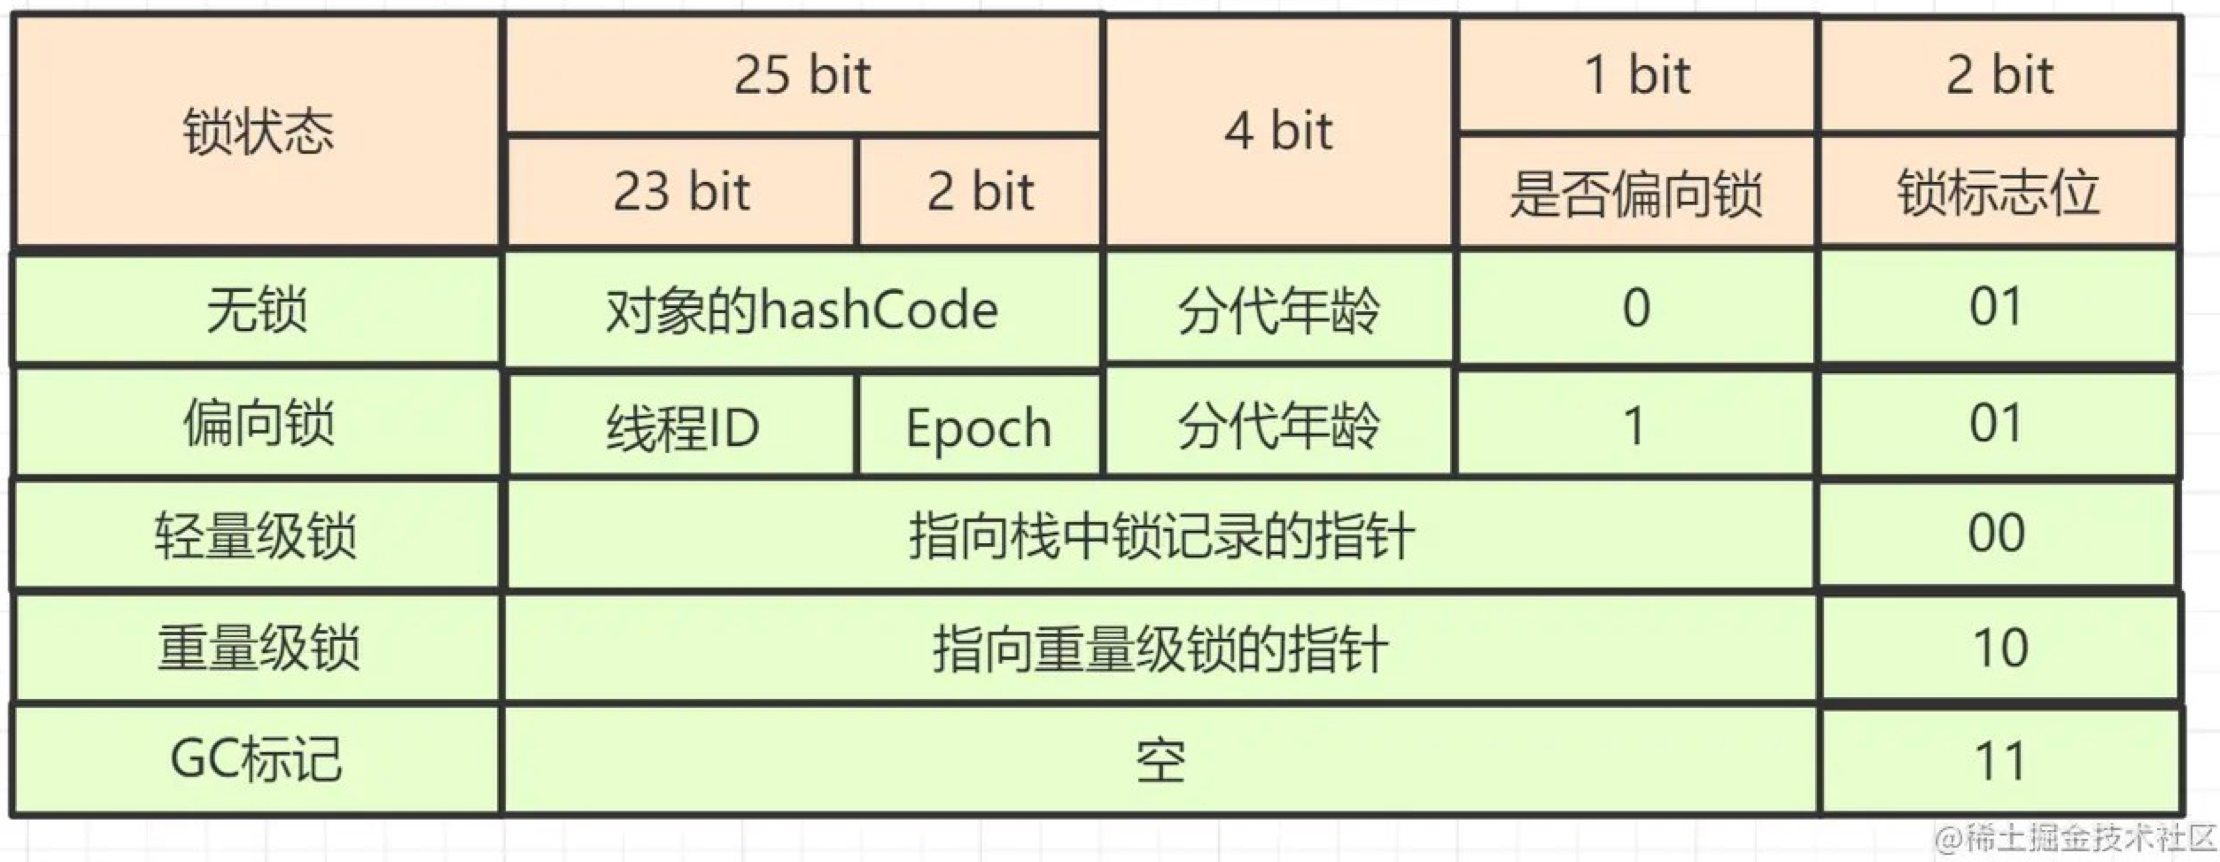 锁状态
25 bit
4 bit
1 bit
2 bit
23 bit
2 bit
是否偏向锁
锁标志位
无锁
对象的hashCode
分代年龄
0
01
偏向锁
线程ID
Epoch
分代年龄
1
01
轻量级锁
指向栈中锁记录的指针
00
重量级锁
指向重量级锁的指针
10
GC标记
空
11
@稀土掘金技术社区